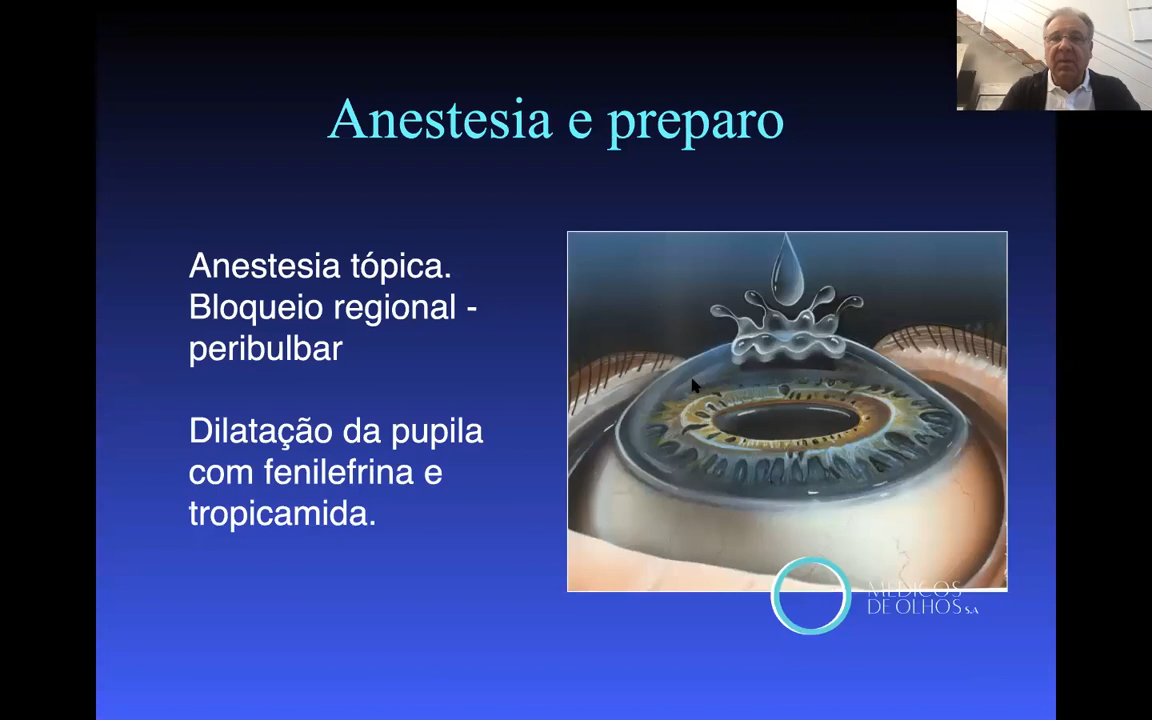 Anestesia e preparo
Anestesia tópica.
Bloqueio regional -
peribulbar
Dilatação da pupila
com fenilefrina e
tropicamida.
MÉDICOS
DE OLHOS S.A